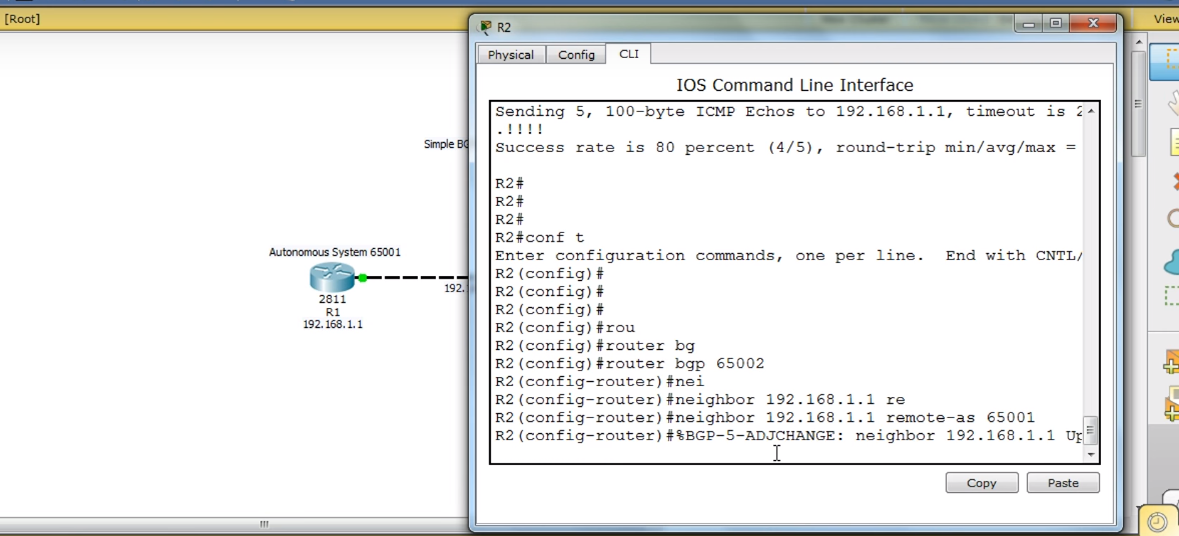 [Root]
View
R2
Physical
Config
CLI
IOS Command Line Interface
Sending 5, 100-byte ICMP Echos to 192.168.1.1, timeout is 2
.!!!!
Success rate is 80 percent (4/5), round-trip min/avg/max =
R2#
R2#
R2#
R2#conf t
Enter configuration commands, one per line.  End with CNTL/
R2(config)#
R2(config)#
R2(config)#
R2(config)#rou
R2(config)#router bg
R2(config)#router bgp 65002
R2(config-router)#nei
R2(config-router)#neighbor 192.168.1.1 re
R2(config-router)#neighbor 192.168.1.1 remote-as 65001
R2(config-router)#%BGP-5-ADJCHANGE: neighbor 192.168.1.1 Up
Copy
Paste
Simple BG
Autonomous System 65001
192.
2811
R1
192.168.1.1